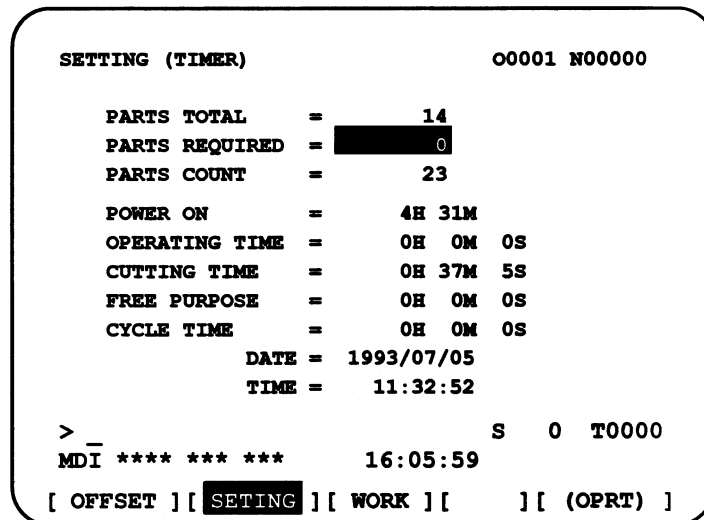 SETTING (TIMER) O0001 N00000
PARTS TOTAL = 14
PARTS REQUIRED = 0
PARTS COUNT = 23
POWER ON = 4H 31M
OPERATING TIME = 0H 0M 0S
CUTTING TIME = 0H 37M 5S
FREE PURPOSE = 0H 0M 0S
CYCLE TIME = 0H 0M 0S
DATE = 1993/07/05
TIME = 11:32:52
> _ S 0 T0000
MDI **** *** *** 16:05:59
[ OFFSET ][ SETING ][ WORK ][ ][ (OPRT) ]